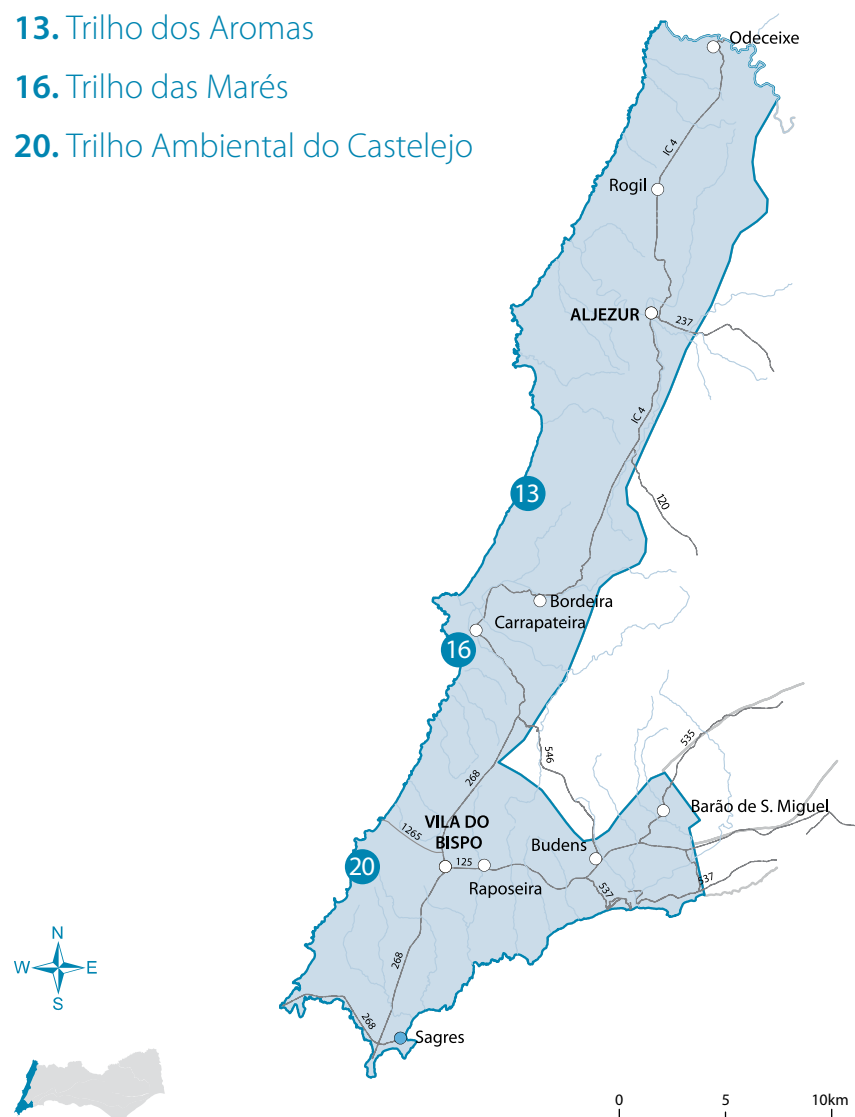 13. Trilho dos Aromas
16. Trilho das Marés
20. Trilho Ambiental do Castelejo
Odeceixe
IC 4
Rogil
ALJEZUR
237
IC 4
13
120
Bordeira
Carrapateira
16
546
535
268
Barão de S. Miguel
1265
VILA DO
BISPO
Budens
20
125
Raposeira
537
537
N
W E
S
268
268
Sagres
0 5 10km